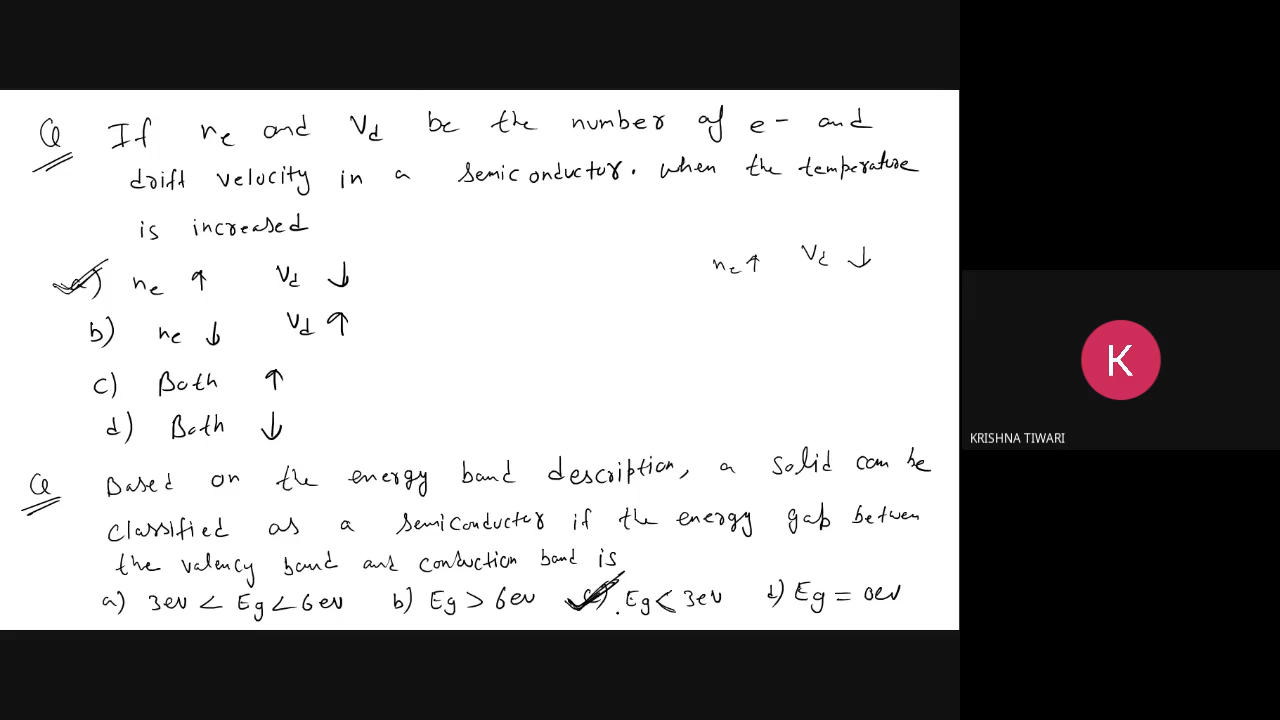 Q If ne and Vd be the number of e- and
drift velocity in a semiconductor. when the temperature
is increased
a) ne ↑ Vd ↓
ne ↑ Vd ↓
b) ne ↓ Vd ↑
c) Both ↑
d) Both ↓
Q Based on the energy band description, a solid can be
classified as a semiconductor if the energy gap between
the valency band and conduction band is
a) 3ev < Eg < 6ev b) Eg > 6ev c) Eg < 3ev d) Eg = 0ev
K
KRISHNA TIWARI